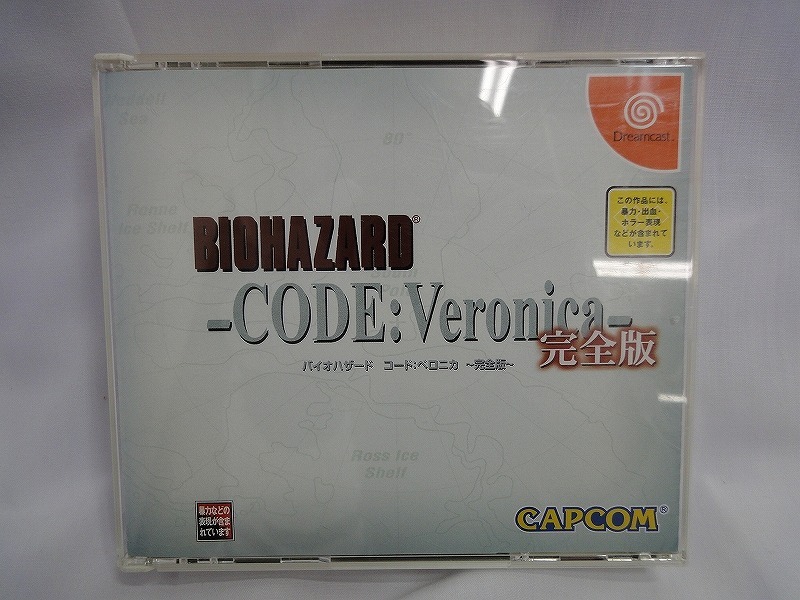 Weddell
Sea
80°
Dreamcast
この作品には、
暴力・出血・
ホラー表現
などが含まれて
います。
Ronne
Ice Shelf
BIOHAZARD®
-CODE:Veronica-
完全版
バイオハザード コード:ベロニカ ~完全版~
Ross Ice
Shelf
暴力などの
表現が含ま
れています
CAPCOM®